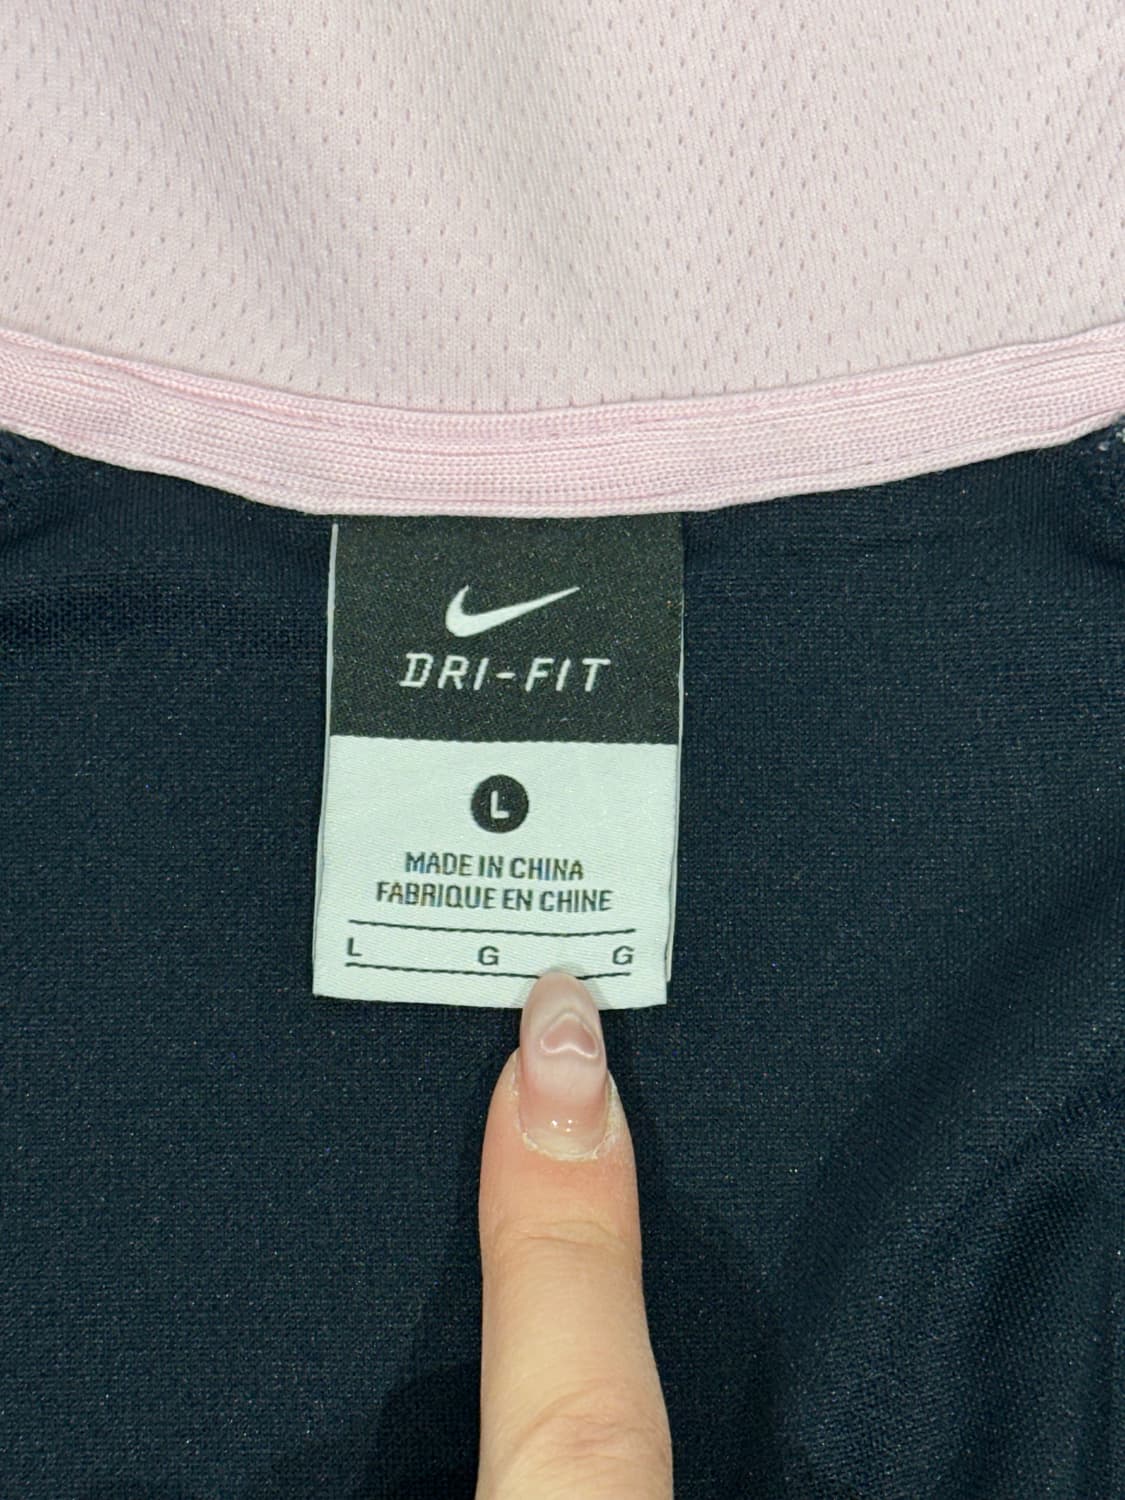 DRI-FIT
L
MADE IN CHINA
FABRIQUE EN CHINE
L G G